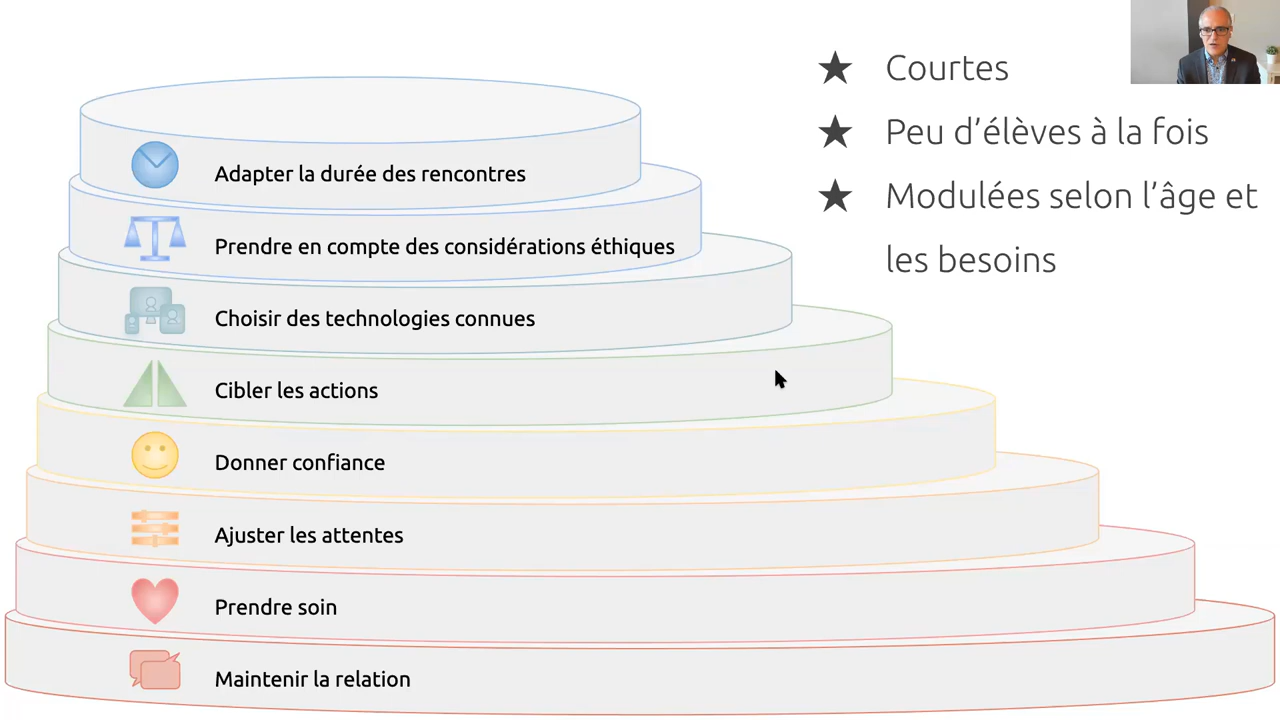 Courtes
Peu d'élèves à la fois
Modulées selon l'âge et
les besoins
Adapter la durée des rencontres
Prendre en compte des considérations éthiques
Choisir des technologies connues
Cibler les actions
Donner confiance
Ajuster les attentes
Prendre soin
Maintenir la relation